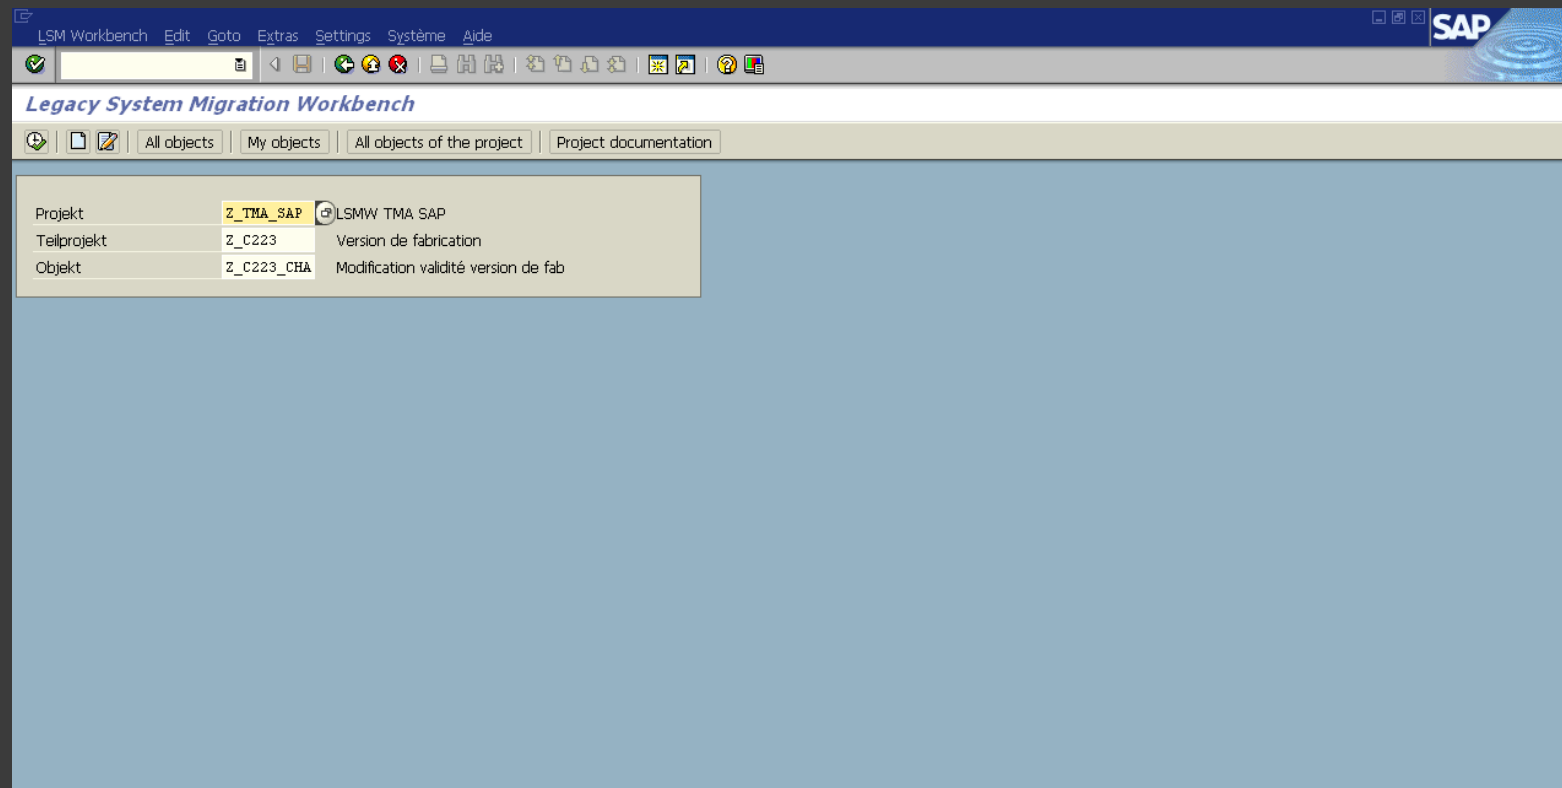 LSM Workbench Edit Goto Extras Settings Système Aide
SAP
Legacy System Migration Workbench
All objects My objects All objects of the project Project documentation
Projekt Z_TMA_SAP LSMW TMA SAP
Teilprojekt Z_C223 Version de fabrication
Objekt Z_C223_CHA Modification validité version de fab